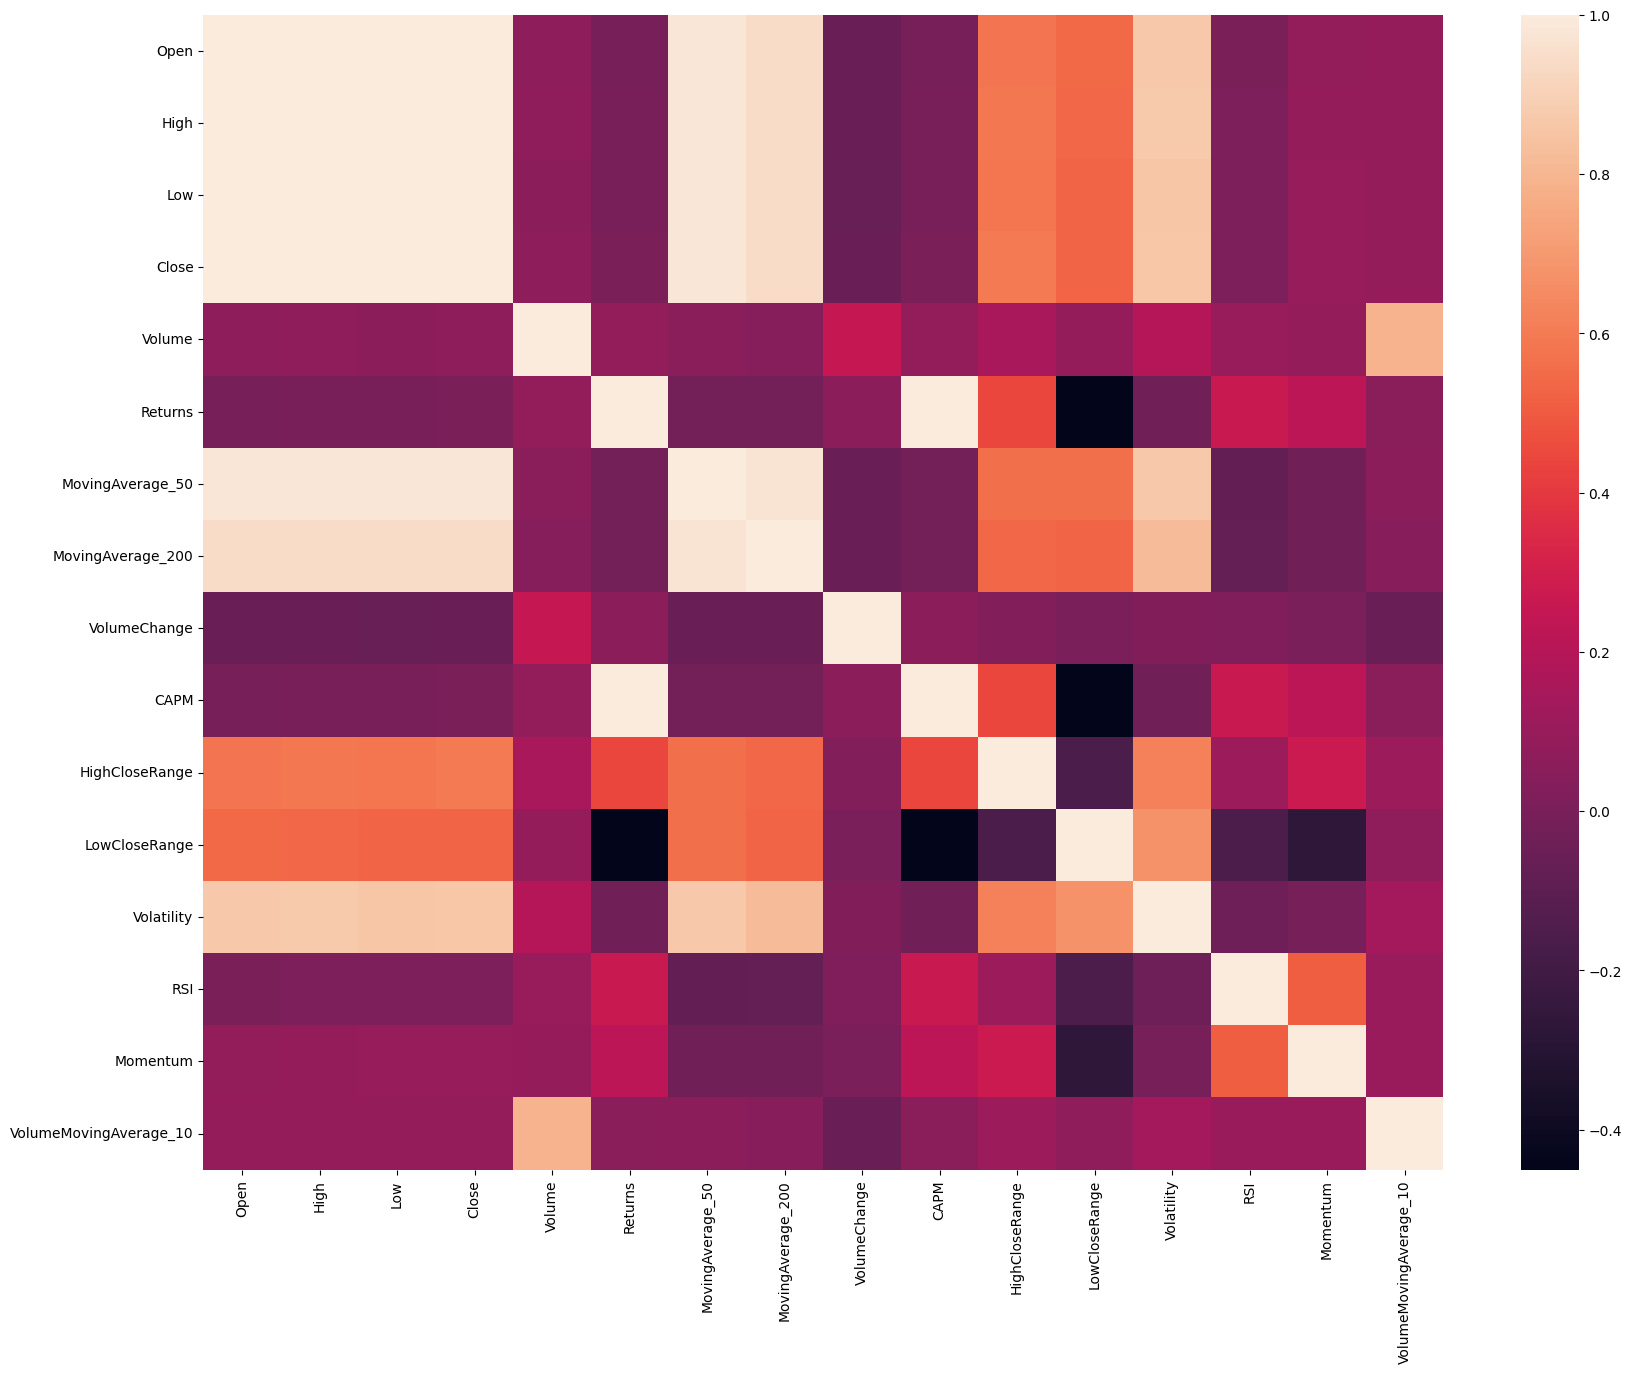 Open
High
Low
Close
Volume
Returns
MovingAverage_50
MovingAverage_200
VolumeChange
CAPM
HighCloseRange
LowCloseRange
Volatility
RSI
Momentum
VolumeMovingAverage_10
Open
High
Low
Close
Volume
Returns
MovingAverage_50
MovingAverage_200
VolumeChange
CAPM
HighCloseRange
LowCloseRange
Volatility
RSI
Momentum
VolumeMovingAverage_10
1.0
0.8
0.6
0.4
0.2
0.0
−0.2
−0.4